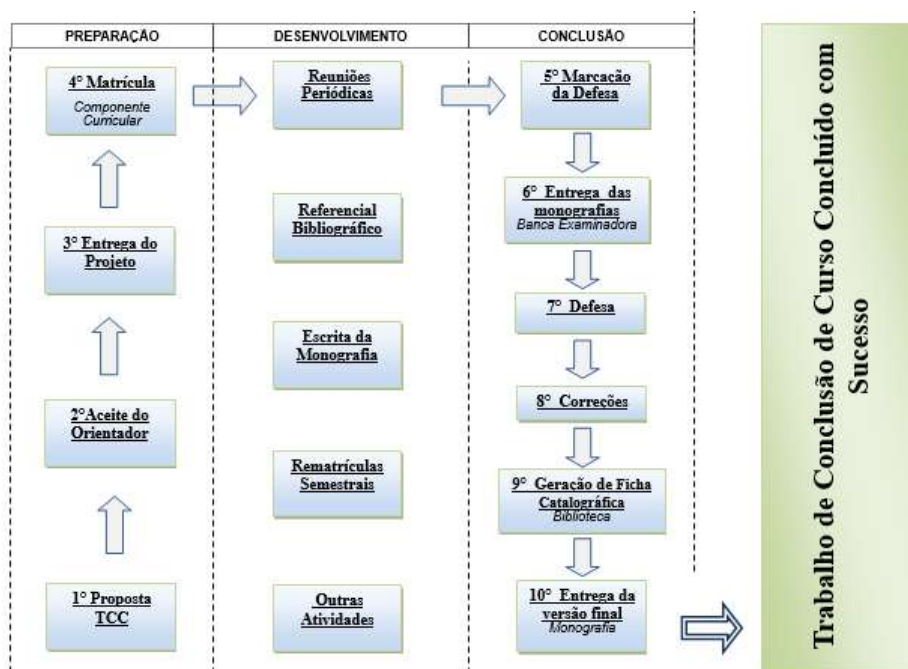 PREPARAÇÃO
DESENVOLVIMENTO
CONCLUSÃO
4° Matrícula
Componente
Curricular
3° Entrega do
Projeto
2°Aceite do
Orientador
1° Proposta
TCC
Reuniões
Periódicas
Referencial
Bibliográfico
Escrita da
Monografia
Rematrículas
Semestrais
Outras
Atividades
5° Marcação
da Defesa
6° Entrega das
monografias
Banca Examinadora
7° Defesa
8° Correções
9° Geração de Ficha
Catalográfica
Biblioteca
10° Entrega da
versão final
Monografia
Trabalho de Conclusão de Curso Concluído com
Sucesso